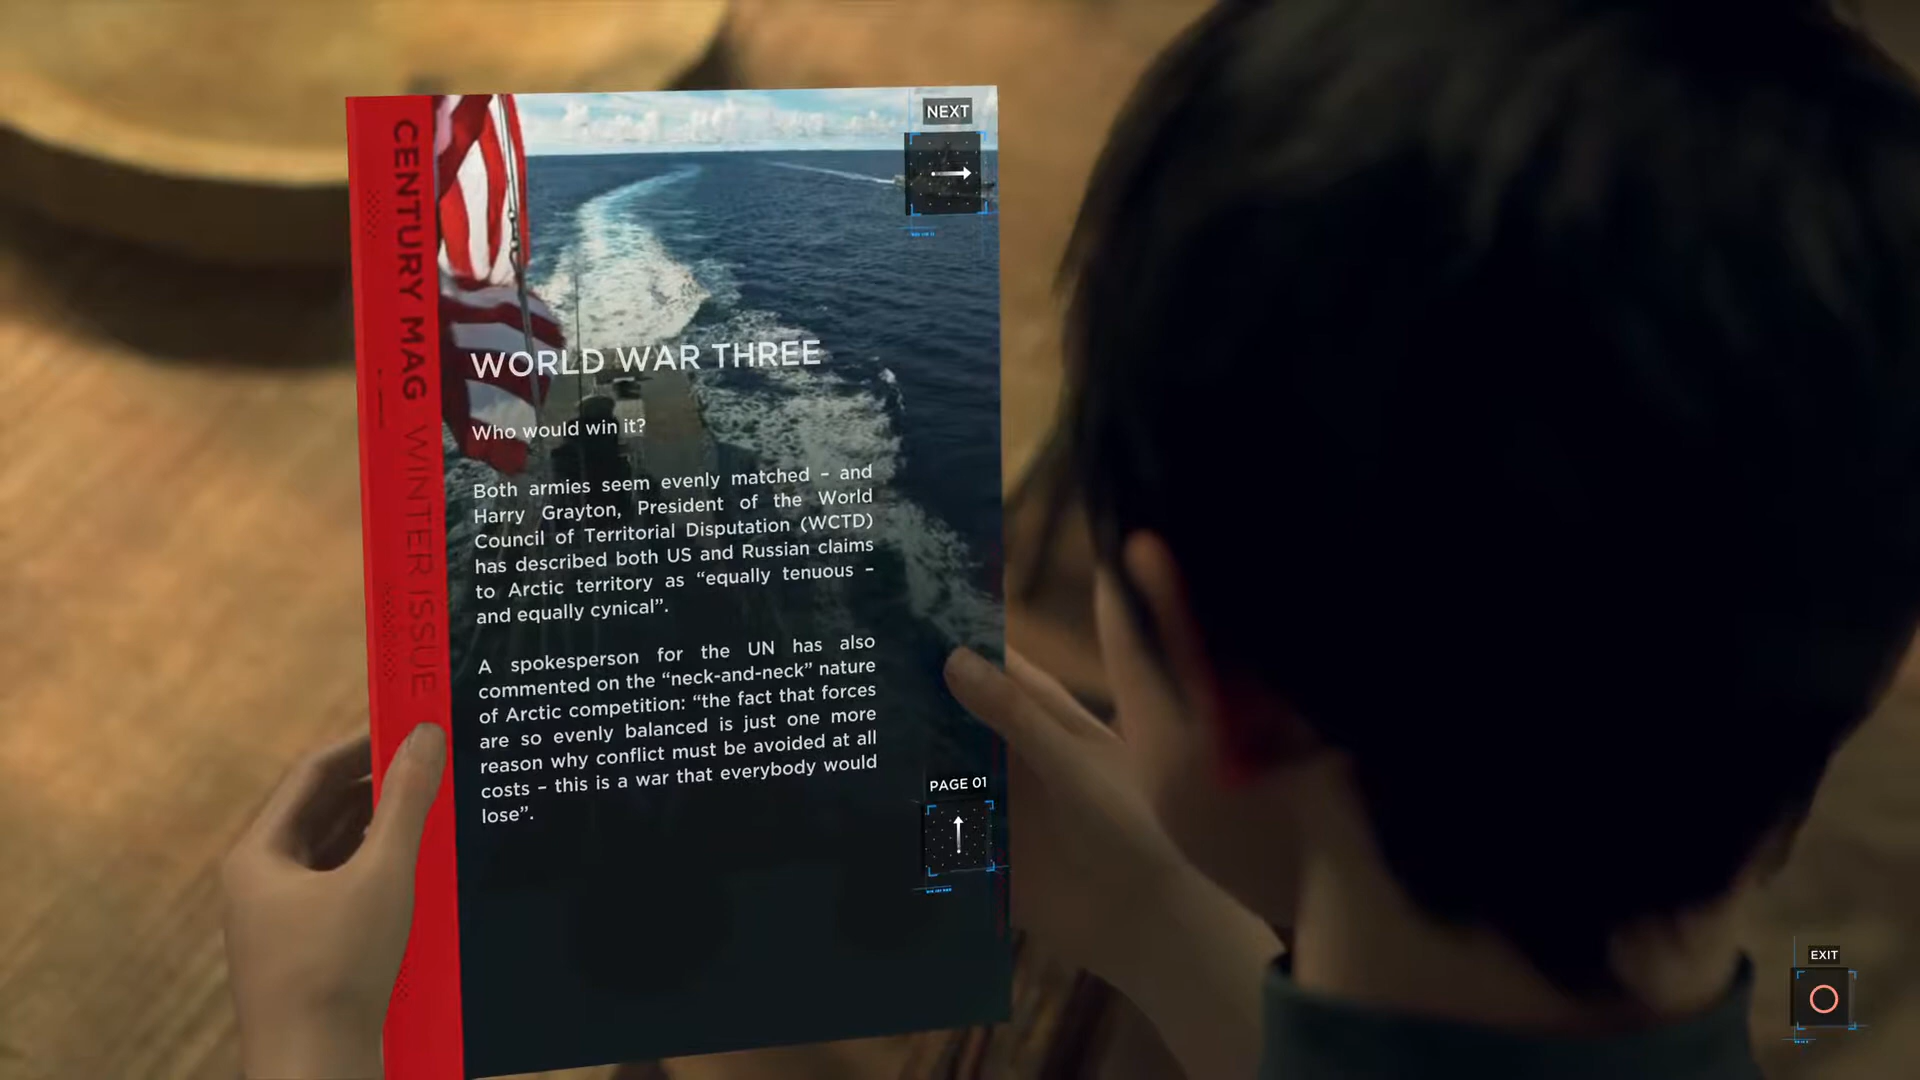 CENTURY MAG WINTER ISSUE
NEXT
WORLD WAR THREE
Who would win it?
Both armies seem evenly matched – and
Harry Grayton, President of the World
Council of Territorial Disputation (WCTD)
has described both US and Russian claims
to Arctic territory as “equally tenuous –
and equally cynical”.
A spokesperson for the UN has also
commented on the “neck-and-neck” nature
of Arctic competition: “the fact that forces
are so evenly balanced is just one more
reason why conflict must be avoided at all
costs – this is a war that everybody would
lose”.
PAGE 01
EXIT